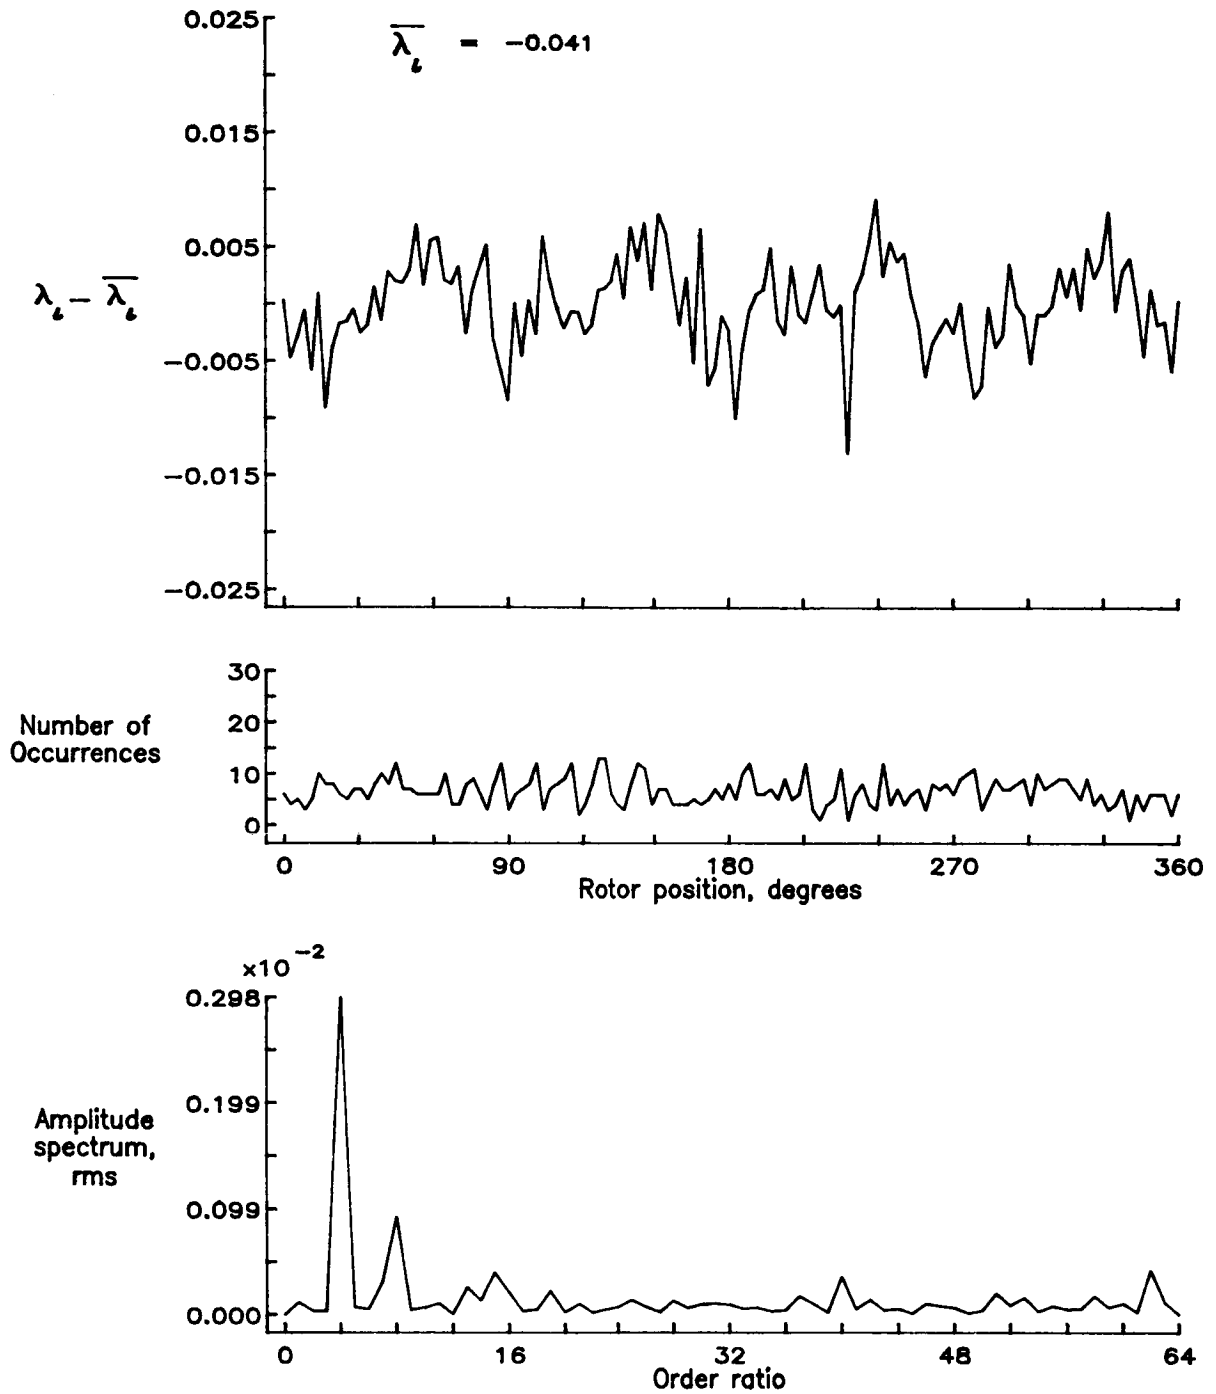 0.025
λ̅ι = −0.041
0.015
0.005
λι − λ̅ι
−0.005
−0.015
−0.025
30
Number of
20
Occurrences
10
0
0 90 180 270 360
Rotor position, degrees
×10⁻²
0.298
Amplitude
0.199
spectrum,
rms
0.099
0.000
0 16 32 48 64
Order ratio